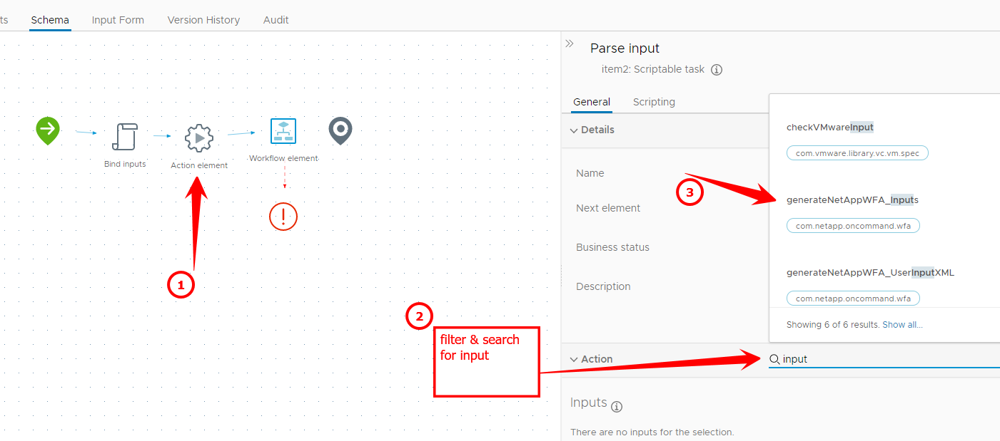 ts
Schema
Input Form
Version History
Audit
Parse input
item2: Scriptable task
General
Scripting
Details
Name
Next element
Business status
Description
checkVMwareInput
com.vmware.library.vc.vm.spec
generateNetAppWFA_Inputs
com.netapp.oncommand.wfa
generateNetAppWFA_UserInputXML
com.netapp.oncommand.wfa
Showing 6 of 6 results. Show all...
Action
input
Inputs
There are no inputs for the selection.
Bind inputs
Action element
Workflow element
1
2
filter & search
for input
3